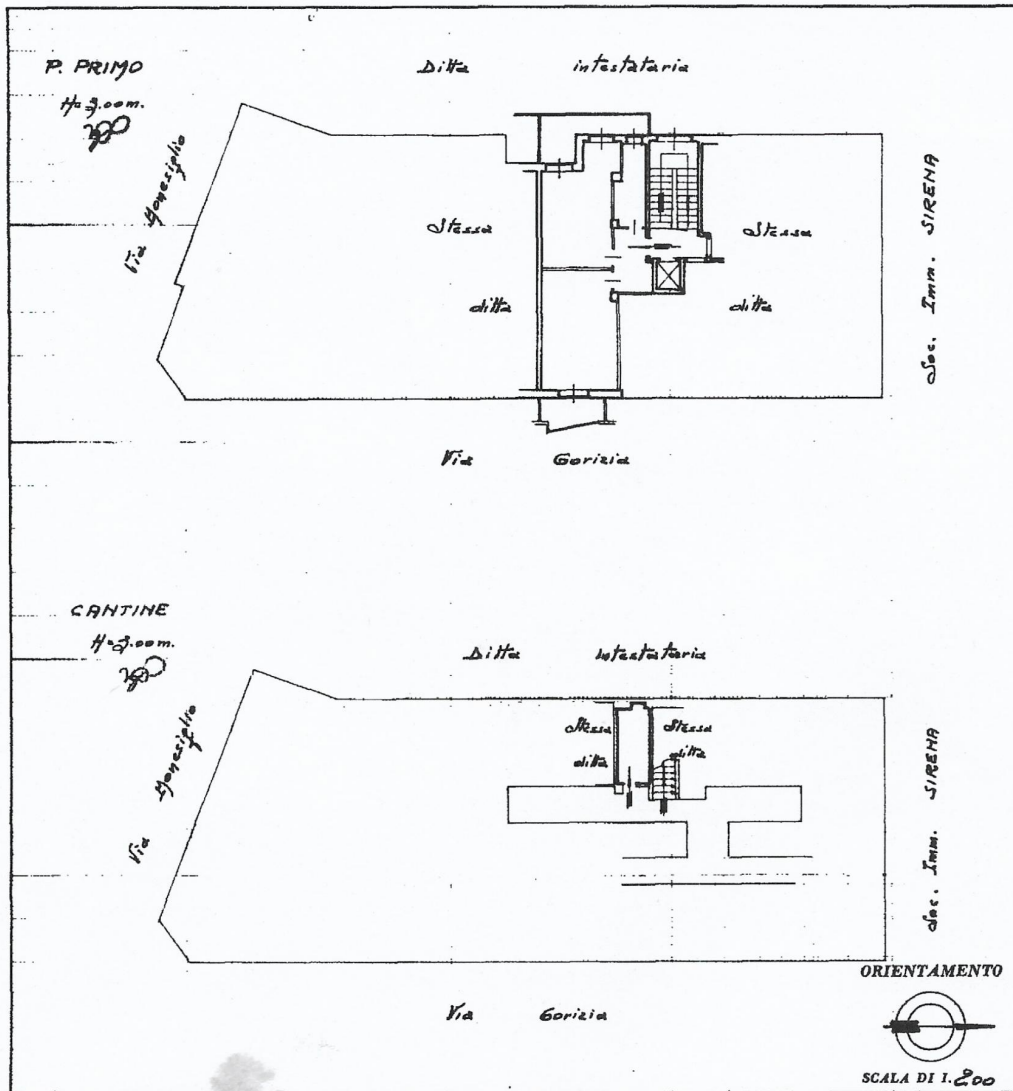 P. PRIMO
H=3.00m.
Ditta intestataria
Via Monesiglio
Stessa
ditta
Stessa
ditta
Soc. Imm. SIRENA
Via Gorizia
CANTINE
H=3.00m.
Ditta Intestataria
Via Monesiglio
Stessa
ditta
Stessa
ditta
Soc. Imm. SIRENA
Via Gorizia
ORIENTAMENTO
SCALA DI 1.200